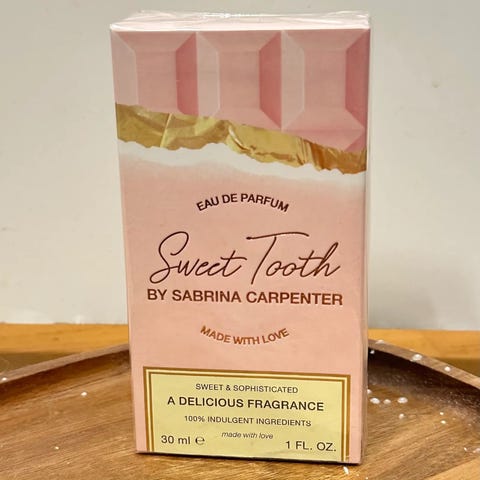 EAU DE PARFUM
Sweet Tooth
BY SABRINA CARPENTER
MADE WITH LOVE
SWEET & SOPHISTICATED
A DELICIOUS FRAGRANCE
100% INDULGENT INGREDIENTS
made with love
30 ml ℮ 1 FL. OZ.